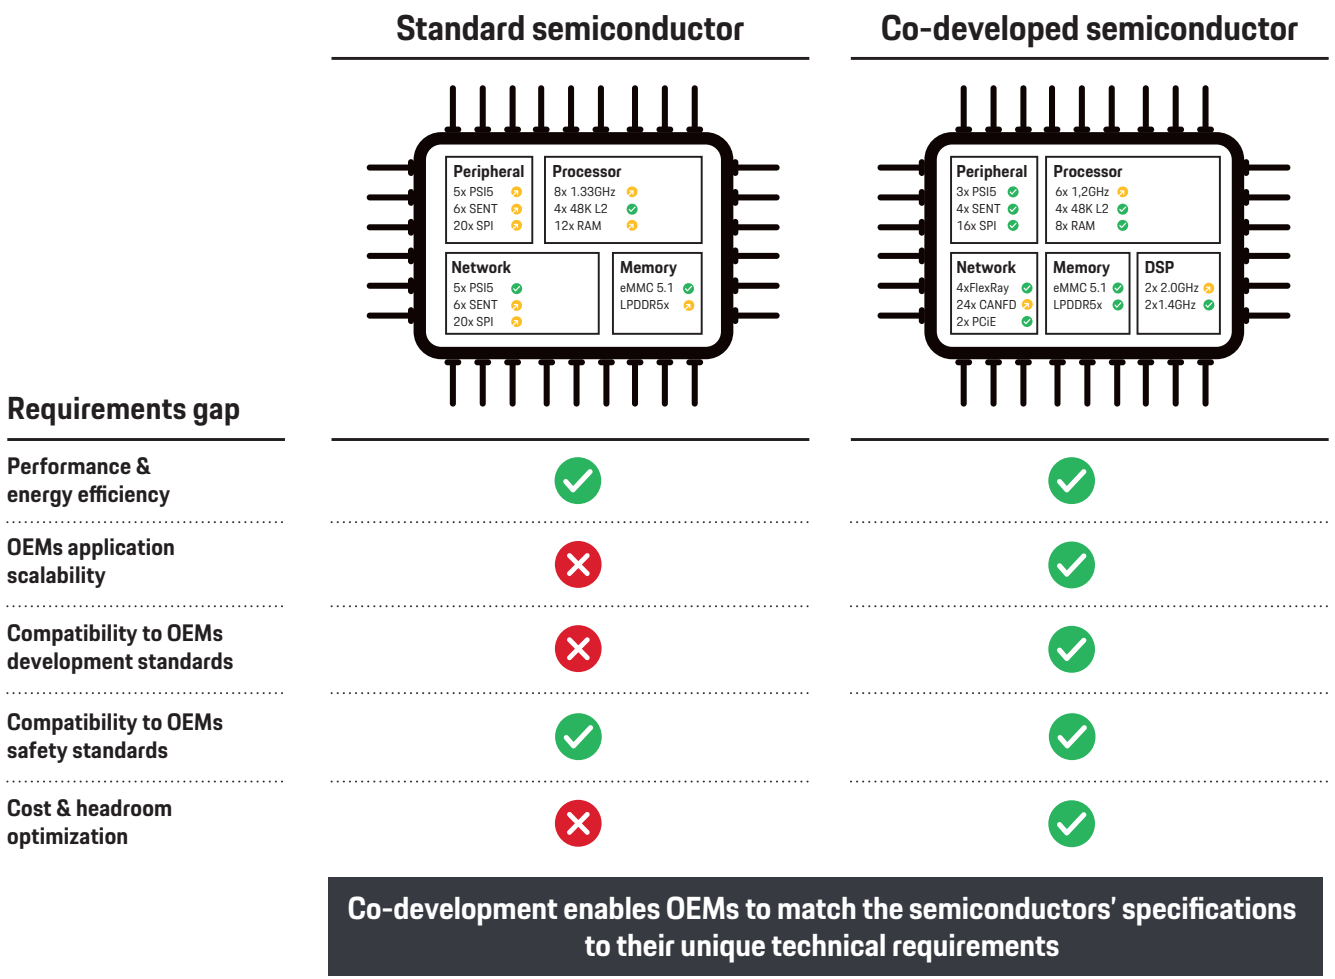 Standard semiconductor
Co-developed semiconductor
Peripheral
5x PSI5
6x SENT
20x SPI
Processor
8x 1.33GHz
4x 48K L2
12x RAM
Network
5x PSI5
6x SENT
20x SPI
Memory
eMMC 5.1
LPDDR5x
Peripheral
3x PSI5
4x SENT
16x SPI
Processor
6x 1,2GHz
4x 48K L2
8x RAM
Network
4xFlexRay
24x CANFD
2x PCiE
Memory
eMMC 5.1
LPDDR5x
DSP
2x 2.0GHz
2x1.4GHz
Requirements gap
Performance &
energy efficiency
OEMs application
scalability
Compatibility to OEMs
development standards
Compatibility to OEMs
safety standards
Cost & headroom
optimization
Co-development enables OEMs to match the semiconductors’ specifications
to their unique technical requirements